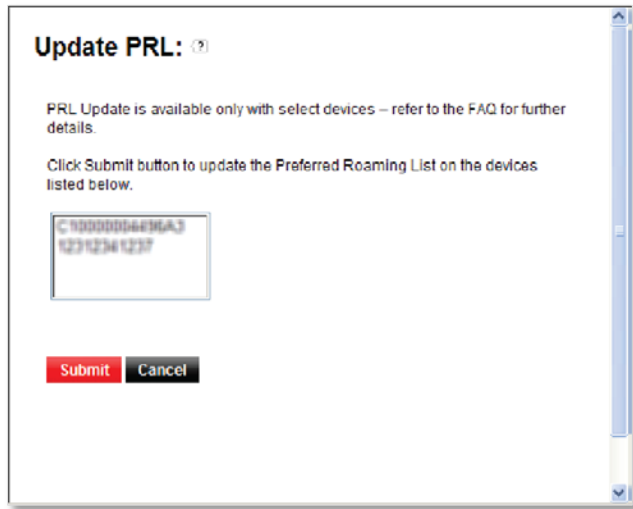 Update PRL: ?
PRL Update is available only with select devices – refer to the FAQ for further
details.
Click Submit button to update the Preferred Roaming List on the devices
listed below.
Submit Cancel